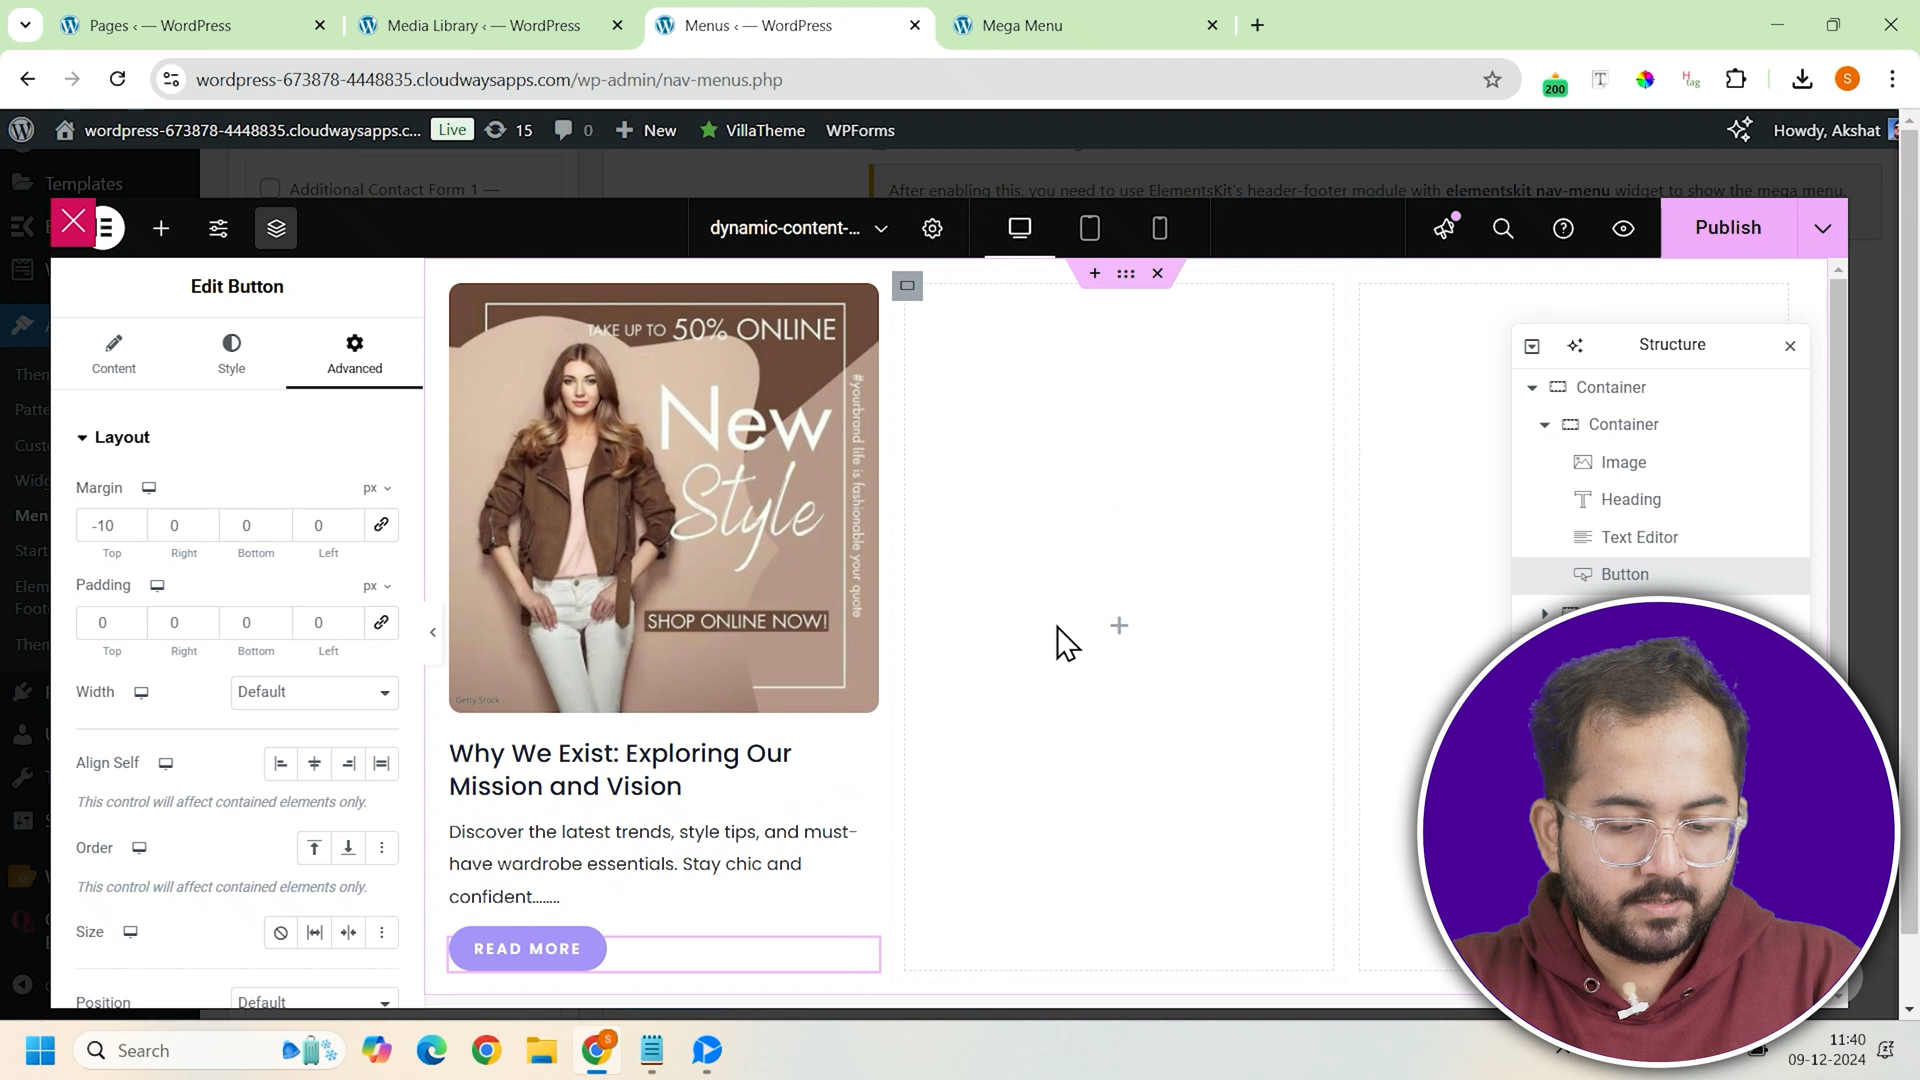 Pages ‹ — WordPress
Media Library ‹ — WordPress
Menus ‹ — WordPress
Mega Menu
wordpress-673878-4448835.cloudwaysapps.com/wp-admin/nav-menus.php
200
T
H
tag
S
wordpress-673878-4448835.cloudwaysapps.c...
Live
15
0
New
VillaTheme
WPForms
Howdy, Akshat
Templates
Additional Contact Form 1 —
After enabling this, you need to use ElementsKit's header-footer module with elementskit nav-menu widget to show the mega menu.
dynamic-content-...
Publish
Edit Button
Content
Style
Advanced
Layout
Margin
px
-10
0
0
0
Top
Right
Bottom
Left
Padding
px
0
0
0
0
Top
Right
Bottom
Left
Width
Default
Align Self
This control will affect contained elements only.
Order
This control will affect contained elements only.
Size
Position
Default
TAKE UP TO 50% ONLINE
New
Style
#yourbrand life is fashionable your quote
SHOP ONLINE NOW!
Getty Stock
Why We Exist: Exploring Our
Mission and Vision
Discover the latest trends, style tips, and must-
have wardrobe essentials. Stay chic and
confident........
READ MORE
Structure
Container
Container
Image
Heading
Text Editor
Button
Search
S
11:40
09-12-2024